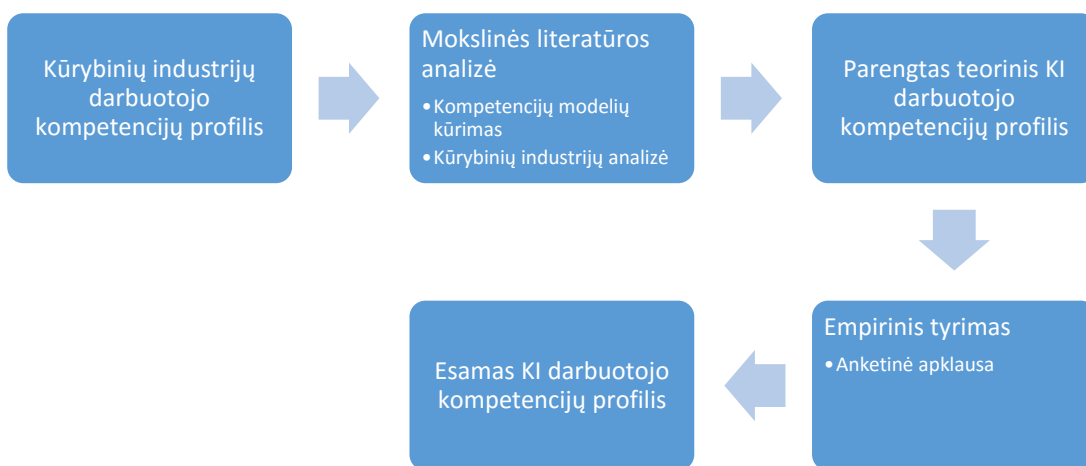 Kūrybinių industrijų
darbuotojo
kompetencijų profilis
Mokslinės literatūros
analizė
•Kompetencijų modelių
kūrimas
•Kūrybinių industrijų analizė
Parengtas teorinis KI
darbuotojo
kompetencijų profilis
Empirinis tyrimas
•Anketinė apklausa
Esamas KI darbuotojo
kompetencijų profilis